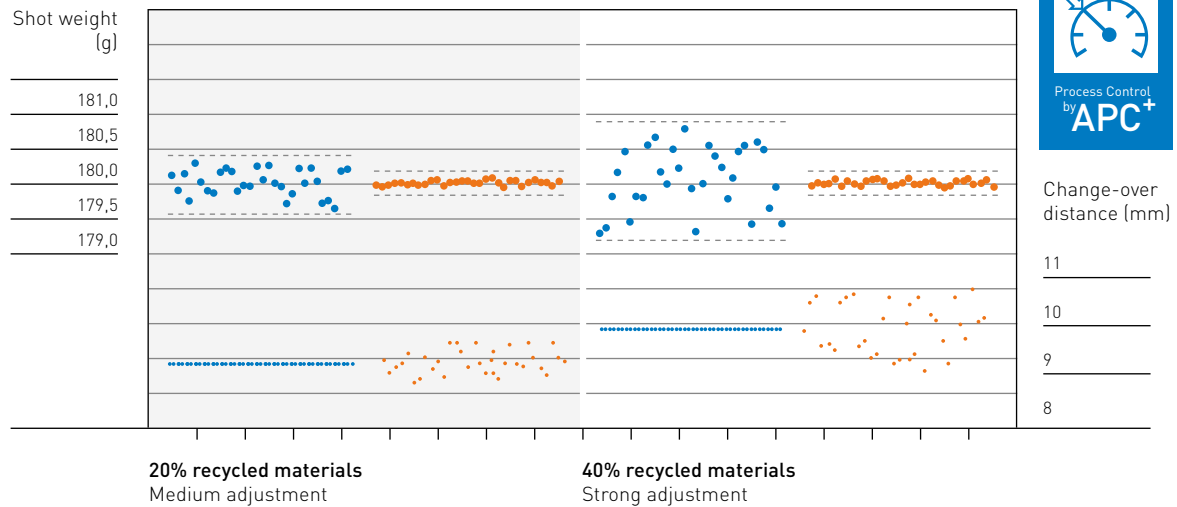 Shot weight
(g)
181,0
180,5
180,0
179,5
179,0
Process Control
by APC+
Change-over
distance (mm)
11
10
9
8
20% recycled materials
Medium adjustment
40% recycled materials
Strong adjustment